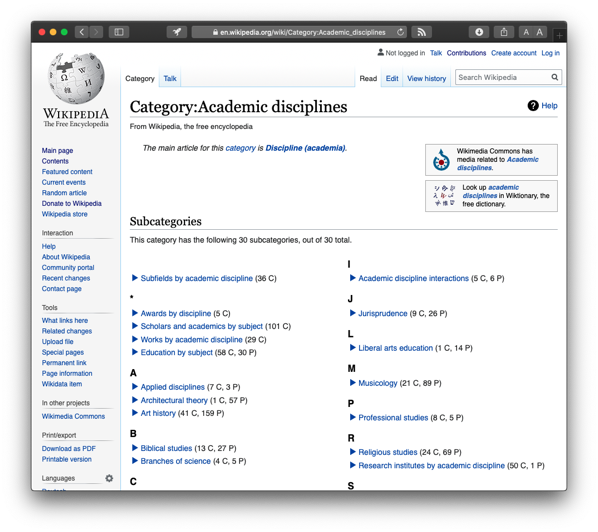 en.wikipedia.org/wiki/Category:Academic_disciplines
A A
Not logged in Talk Contributions Create account Log in
Category Talk
Read Edit View history
Search Wikipedia
WIKIPEDIA
The Free Encyclopedia
Main page
Contents
Featured content
Current events
Random article
Donate to Wikipedia
Wikipedia store
Interaction
Help
About Wikipedia
Community portal
Recent changes
Contact page
Tools
What links here
Related changes
Upload file
Special pages
Permanent link
Page information
Wikidata item
In other projects
Wikimedia Commons
Print/export
Download as PDF
Printable version
Languages
Category:Academic disciplines
? Help
From Wikipedia, the free encyclopedia
The main article for this category is Discipline (academia).
Wikimedia Commons has
media related to Academic
disciplines.
Look up academic
disciplines in Wiktionary, the
free dictionary.
Subcategories
This category has the following 30 subcategories, out of 30 total.
► Subfields by academic discipline (36 C)
*
► Awards by discipline (5 C)
► Scholars and academics by subject (101 C)
► Works by academic discipline (29 C)
► Education by subject (58 C, 30 P)
A
► Applied disciplines (7 C, 3 P)
► Architectural theory (1 C, 57 P)
► Art history (41 C, 159 P)
B
► Biblical studies (13 C, 27 P)
► Branches of science (4 C, 5 P)
C
I
► Academic discipline interactions (5 C, 6 P)
J
► Jurisprudence (9 C, 26 P)
L
► Liberal arts education (1 C, 14 P)
M
► Musicology (21 C, 89 P)
P
► Professional studies (8 C, 5 P)
R
► Religious studies (24 C, 69 P)
► Research institutes by academic discipline (50 C, 1 P)
S